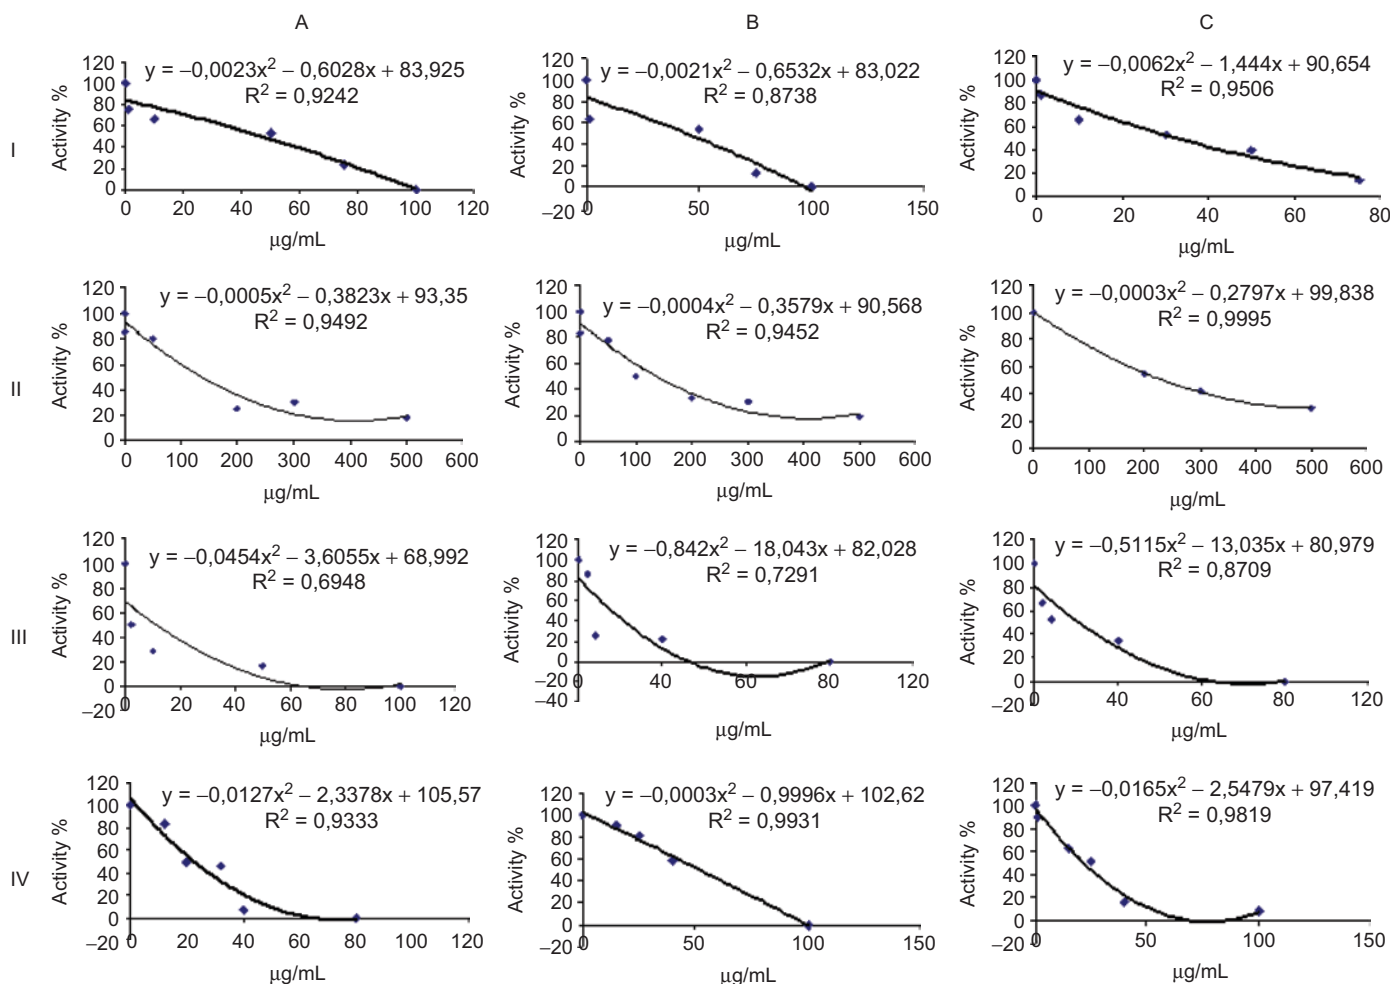 A B C
I
Activity %
120
100
80
60
40
20
0
y = −0,0023x² − 0,6028x + 83,925
R² = 0,9242
0 20 40 60 80 100 120
µg/mL
Activity %
120
100
80
60
40
20
0
−20
y = −0,0021x² − 0,6532x + 83,022
R² = 0,8738
0 50 100 150
µg/mL
Activity %
120
100
80
60
40
20
0
y = −0,0062x² − 1,444x + 90,654
R² = 0,9506
0 20 40 60 80
µg/mL
II
Activity %
120
100
80
60
40
20
0
y = −0,0005x² − 0,3823x + 93,35
R² = 0,9492
0 100 200 300 400 500 600
µg/mL
Activity %
120
100
80
60
40
20
0
y = −0,0004x² − 0,3579x + 90,568
R² = 0,9452
0 100 200 300 400 500 600
µg/mL
Activity %
120
100
80
60
40
20
0
y = −0,0003x² − 0,2797x + 99,838
R² = 0,9995
0 100 200 300 400 500 600
µg/mL
III
Activity %
120
100
80
60
40
20
0
−20
y = −0,0454x² − 3,6055x + 68,992
R² = 0,6948
0 20 40 60 80 100 120
µg/mL
Activity %
120
100
80
60
40
20
0
−20
−40
y = −0,842x² − 18,043x + 82,028
R² = 0,7291
0 40 60 80 120
µg/mL
Activity %
120
100
80
60
40
20
0
−20
y = −0,5115x² − 13,035x + 80,979
R² = 0,8709
0 20 40 60 80 120
µg/mL
IV
Activity %
120
100
80
60
40
20
0
−20
y = −0,0127x² − 2,3378x + 105,57
R² = 0,9333
0 20 40 60 80 100 120
µg/mL
Activity %
120
100
80
60
40
20
0
−20
y = −0,0003x² − 0,9996x + 102,62
R² = 0,9931
0 50 100 150
µg/mL
Activity %
120
100
80
60
40
20
0
−20
y = −0,0165x² − 2,5479x + 97,419
R² = 0,9819
0 50 100 150
µg/mL